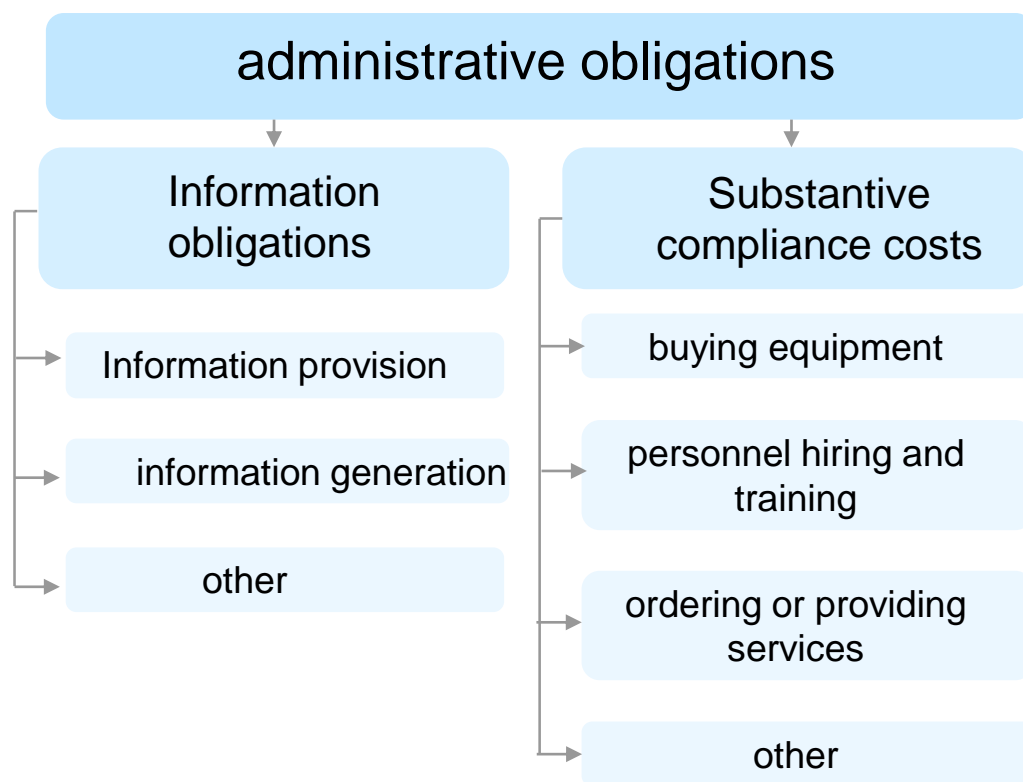 administrative obligations
Information
obligations
Information provision
information generation
other
Substantive
compliance costs
buying equipment
personnel hiring and
training
ordering or providing
services
other